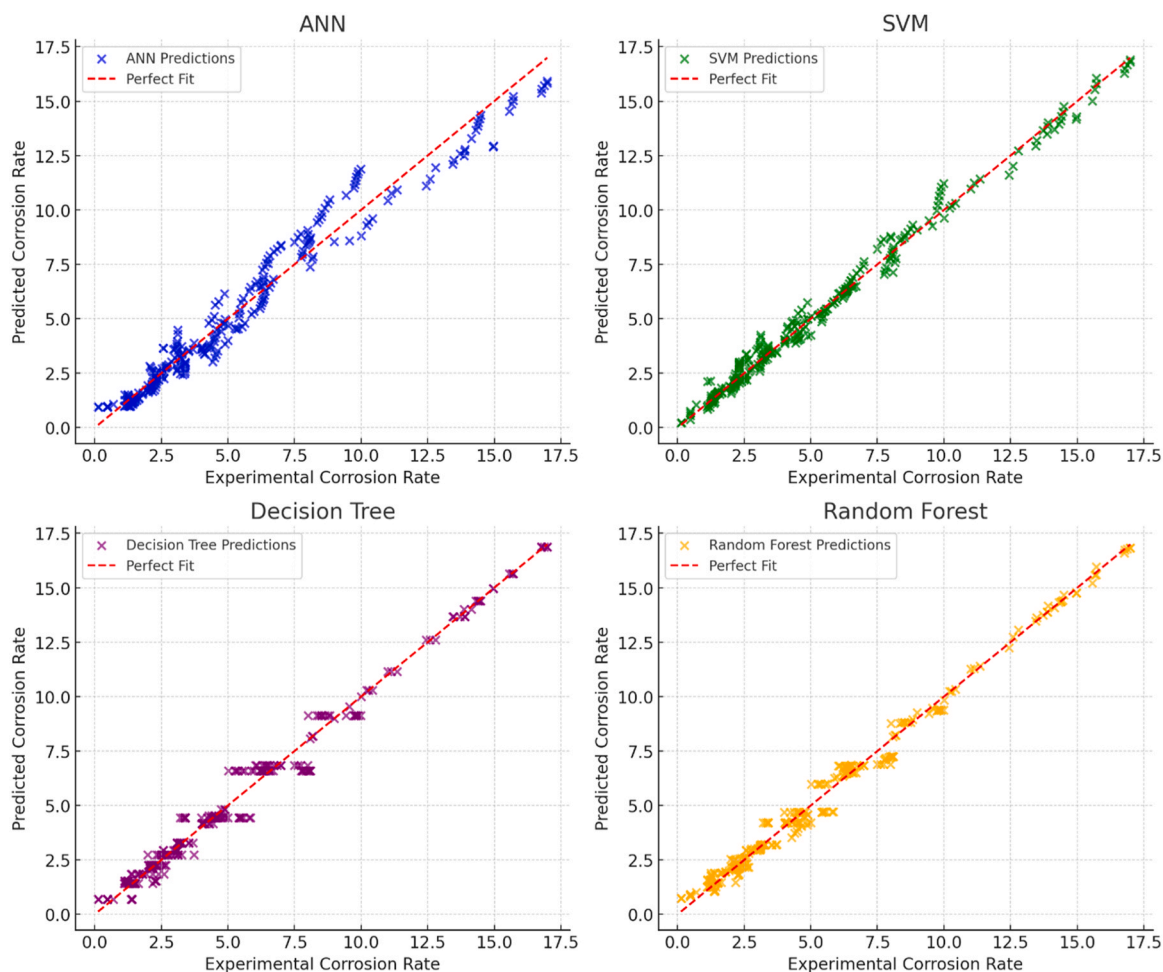 ANN
17.5
15.0
12.5
10.0
7.5
5.0
2.5
0.0
Predicted Corrosion Rate
ANN Predictions
Perfect Fit
0.0 2.5 5.0 7.5 10.0 12.5 15.0 17.5
Experimental Corrosion Rate
SVM
17.5
15.0
12.5
10.0
7.5
5.0
2.5
0.0
Predicted Corrosion Rate
SVM Predictions
Perfect Fit
0.0 2.5 5.0 7.5 10.0 12.5 15.0 17.5
Experimental Corrosion Rate
Decision Tree
17.5
15.0
12.5
10.0
7.5
5.0
2.5
0.0
Predicted Corrosion Rate
Decision Tree Predictions
Perfect Fit
0.0 2.5 5.0 7.5 10.0 12.5 15.0 17.5
Experimental Corrosion Rate
Random Forest
17.5
15.0
12.5
10.0
7.5
5.0
2.5
0.0
Predicted Corrosion Rate
Random Forest Predictions
Perfect Fit
0.0 2.5 5.0 7.5 10.0 12.5 15.0 17.5
Experimental Corrosion Rate